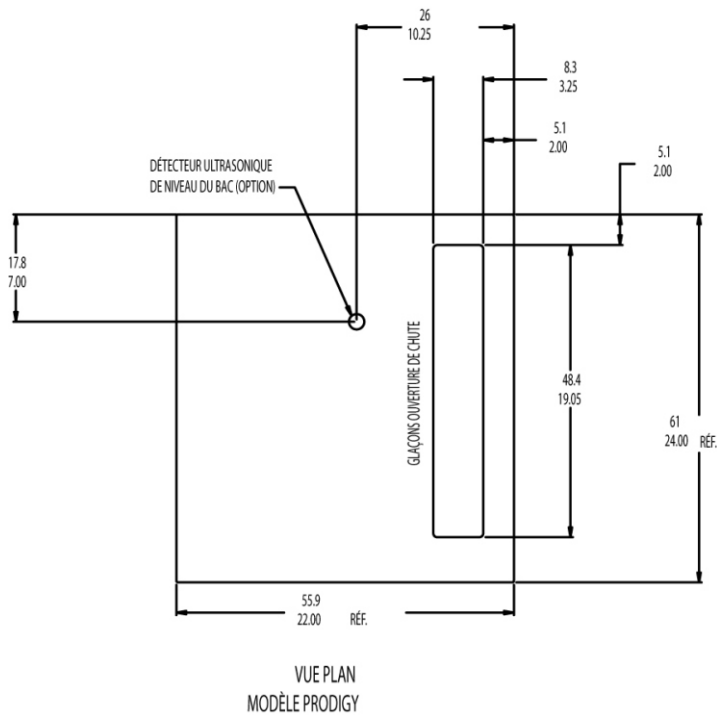 26
10.25
8.3
3.25
5.1
2.00
5.1
2.00
DÉTECTEUR ULTRASONIQUE
DE NIVEAU DU BAC (OPTION)
17.8
7.00
GLAÇONS OUVERTURE DE CHUTE
48.4
19.05
61
24.00 RÉF.
55.9
22.00 RÉF.
VUE PLAN
MODÈLE PRODIGY